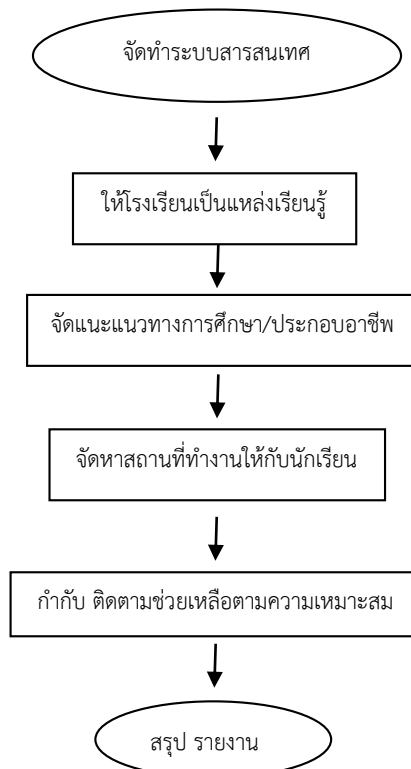 จัดทำระบบสารสนเทศ
ให้โรงเรียนเป็นแหล่งเรียนรู้
จัดแนะแนวทางการศึกษา/ประกอบอาชีพ
จัดหาสถานที่ทำงานให้กับนักเรียน
กำกับ ติดตามช่วยเหลือตามความเหมาะสม
สรุป รายงาน